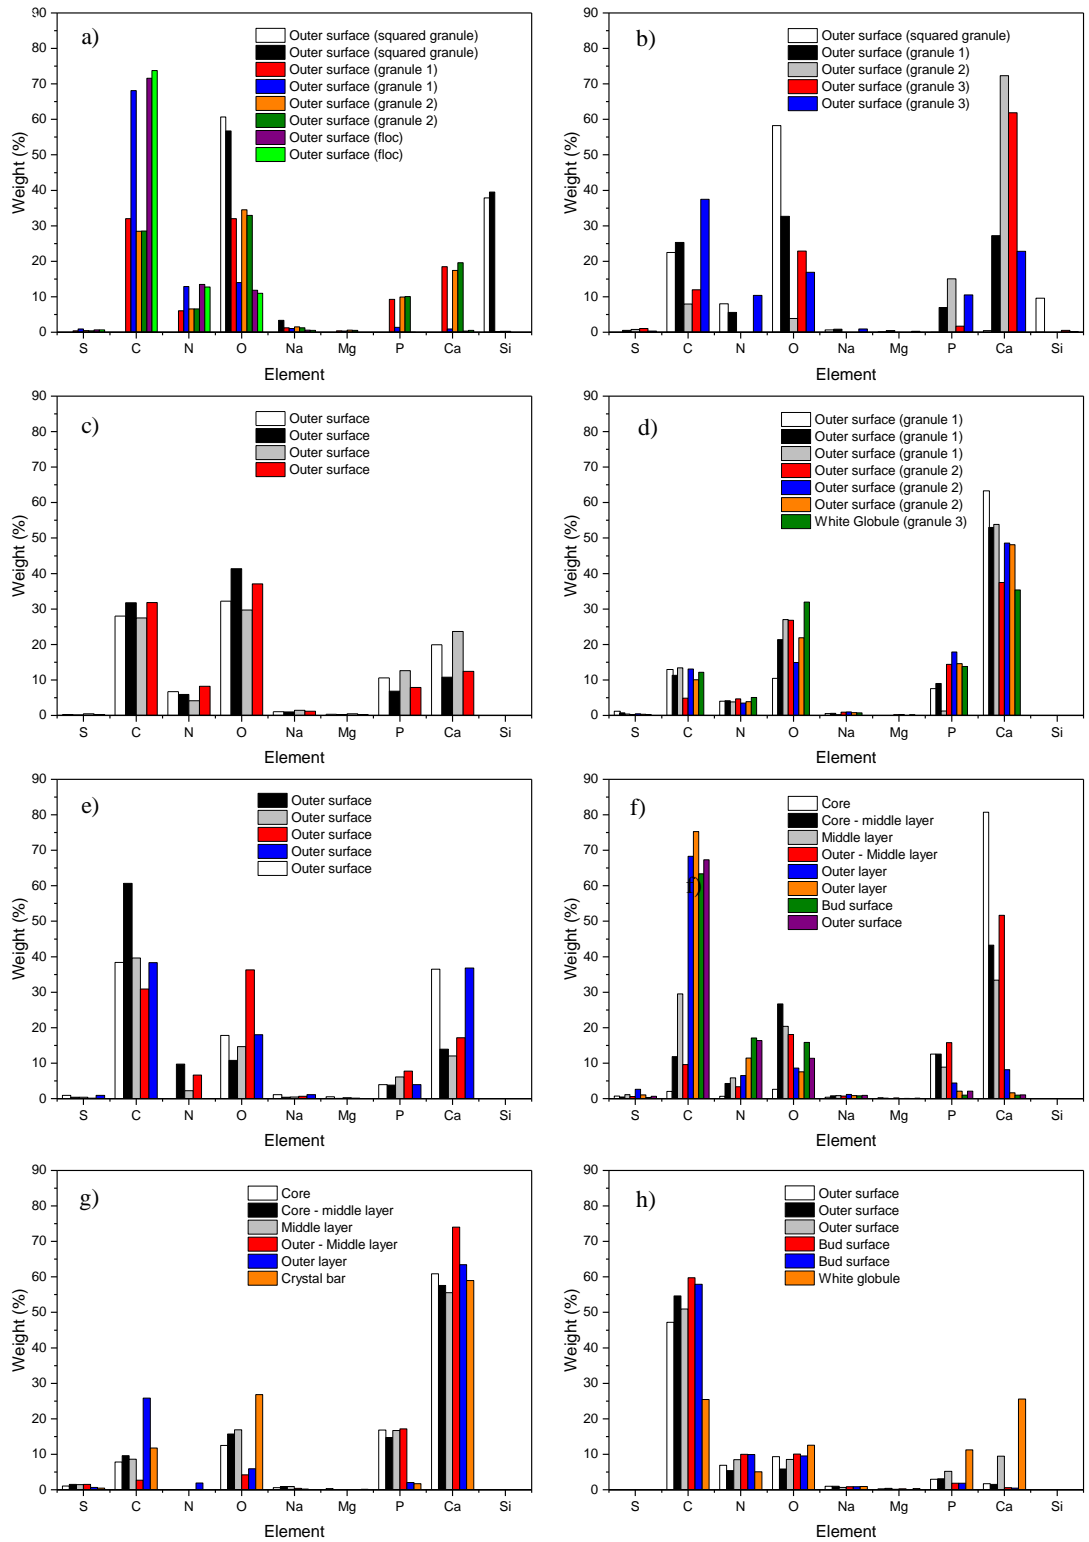 a)
Outer surface (squared granule)
Outer surface (squared granule)
Outer surface (granule 1)
Outer surface (granule 1)
Outer surface (granule 2)
Outer surface (granule 2)
Outer surface (floc)
Outer surface (floc)
90
80
70
60
50
40
30
20
10
0
Weight (%)
S C N O Na Mg P Ca Si
Element
b)
Outer surface (squared granule)
Outer surface (granule 1)
Outer surface (granule 2)
Outer surface (granule 3)
Outer surface (granule 3)
90
80
70
60
50
40
30
20
10
0
Weight (%)
S C N O Na Mg P Ca Si
Element
c)
Outer surface
Outer surface
Outer surface
Outer surface
90
80
70
60
50
40
30
20
10
0
Weight (%)
S C N O Na Mg P Ca Si
Element
d)
Outer surface (granule 1)
Outer surface (granule 1)
Outer surface (granule 1)
Outer surface (granule 2)
Outer surface (granule 2)
Outer surface (granule 2)
White Globule (granule 3)
90
80
70
60
50
40
30
20
10
0
Weight (%)
S C N O Na Mg P Ca Si
Element
e)
Outer surface
Outer surface
Outer surface
Outer surface
Outer surface
90
80
70
60
50
40
30
20
10
0
Weight (%)
S C N O Na Mg P Ca Si
Element
f)
Core
Core - middle layer
Middle layer
Outer - Middle layer
Outer layer
Outer layer
Bud surface
Outer surface
90
80
70
60
50
40
30
20
10
0
Weight (%)
S C N O Na Mg P Ca Si
Element
g)
Core
Core - middle layer
Middle layer
Outer - Middle layer
Outer layer
Crystal bar
90
80
70
60
50
40
30
20
10
0
Weight (%)
S C N O Na Mg P Ca Si
Element
h)
Outer surface
Outer surface
Outer surface
Bud surface
Bud surface
White globule
90
80
70
60
50
40
30
20
10
0
Weight (%)
S C N O Na Mg P Ca Si
Element